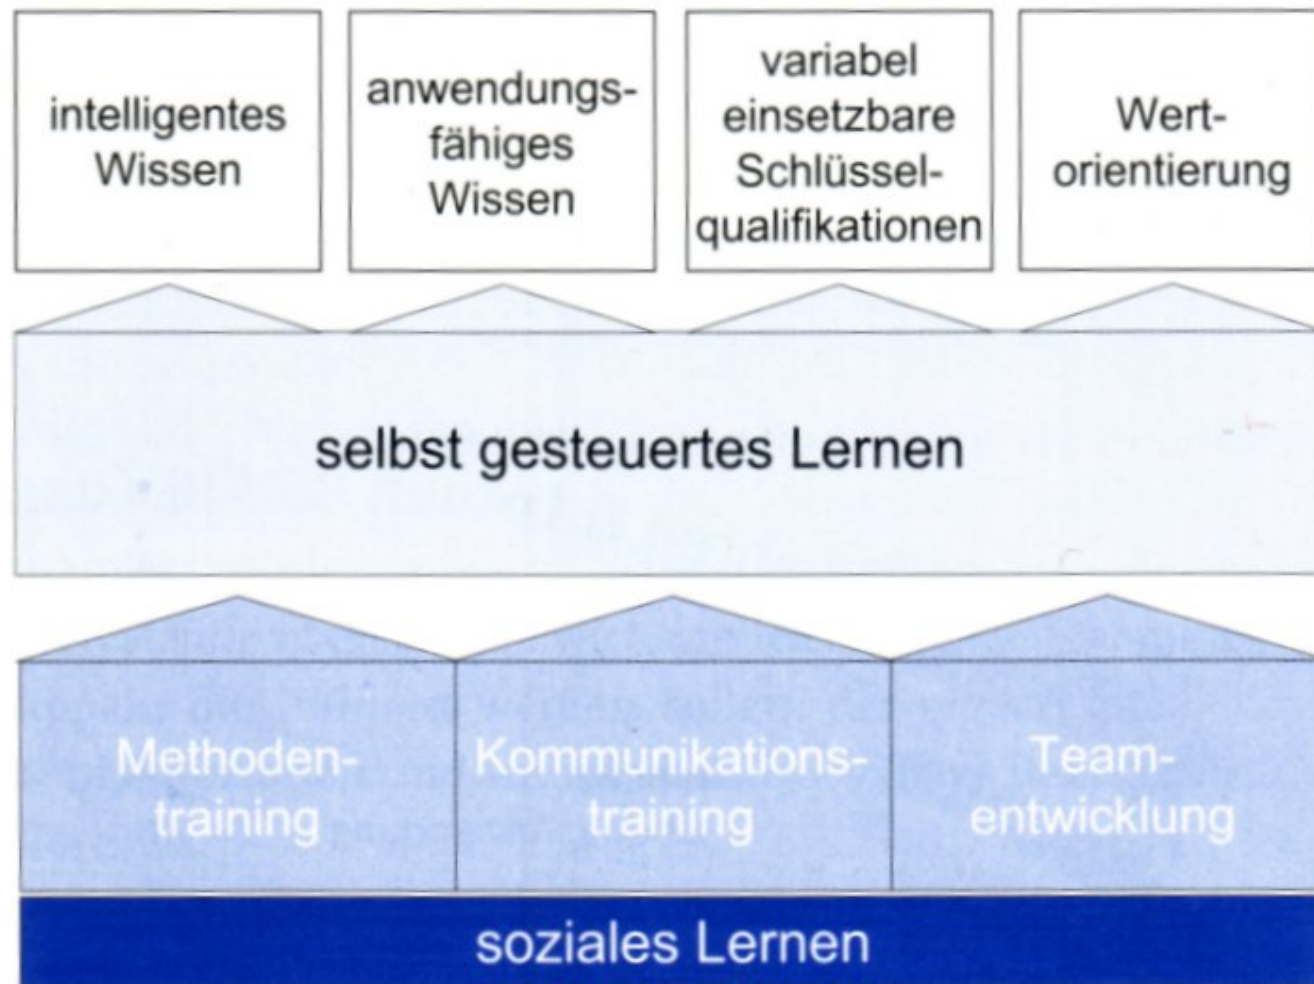 intelligentes
Wissen
anwendungs-
fähiges
Wissen
variabel
einsetzbare
Schlüssel-
qualifikationen
Wert-
orientierung
selbst gesteuertes Lernen
Methoden-
training
Kommunikations-
training
Team-
entwicklung
soziales Lernen